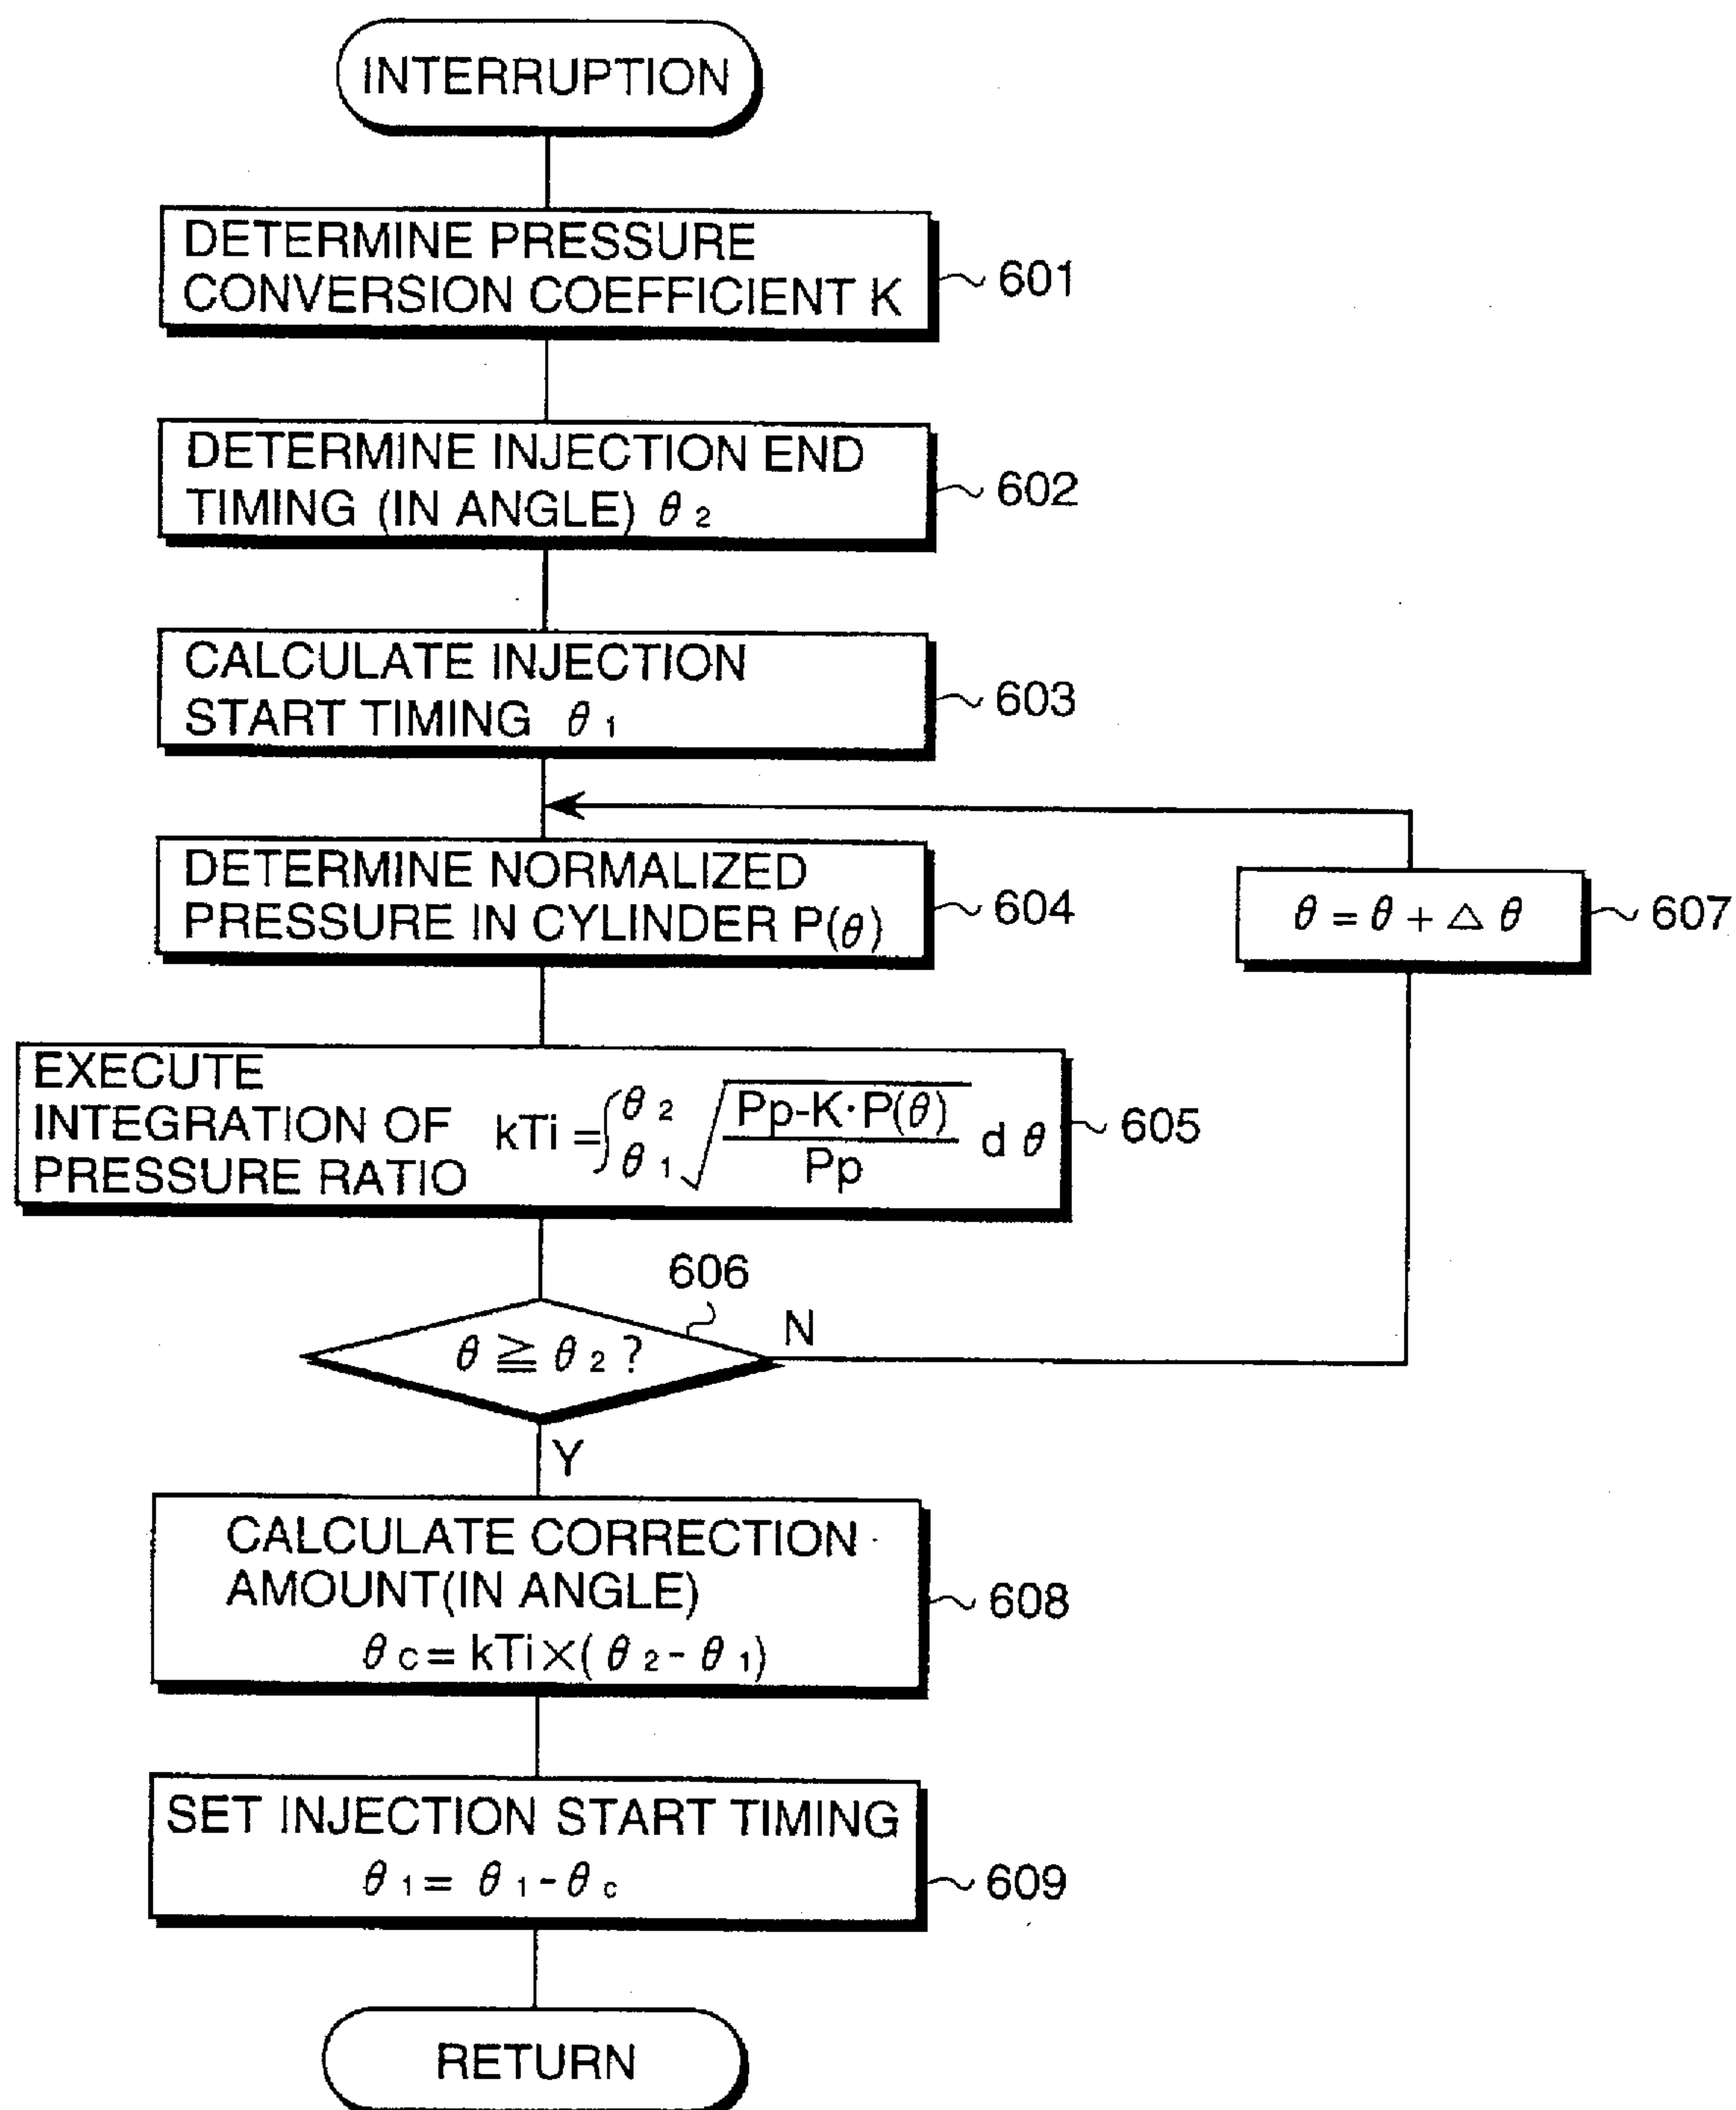 INTERRUPTION
DETERMINE PRESSURE
CONVERSION COEFFICIENT K
601
DETERMINE INJECTION END
TIMING (IN ANGLE) θ2
602
CALCULATE INJECTION
START TIMING θ1
603
DETERMINE NORMALIZED
PRESSURE IN CYLINDER P(θ)
604
θ = θ + △ θ
607
EXECUTE
INTEGRATION OF
PRESSURE RATIO
kTi = ∫θ1θ2 √((Pp-K·P(θ))/Pp) dθ
605
606
θ ≧ θ2 ?
N
Y
CALCULATE CORRECTION
AMOUNT(IN ANGLE)
θc = kTi×(θ2 - θ1)
608
SET INJECTION START TIMING
θ1 = θ1 - θc
609
RETURN